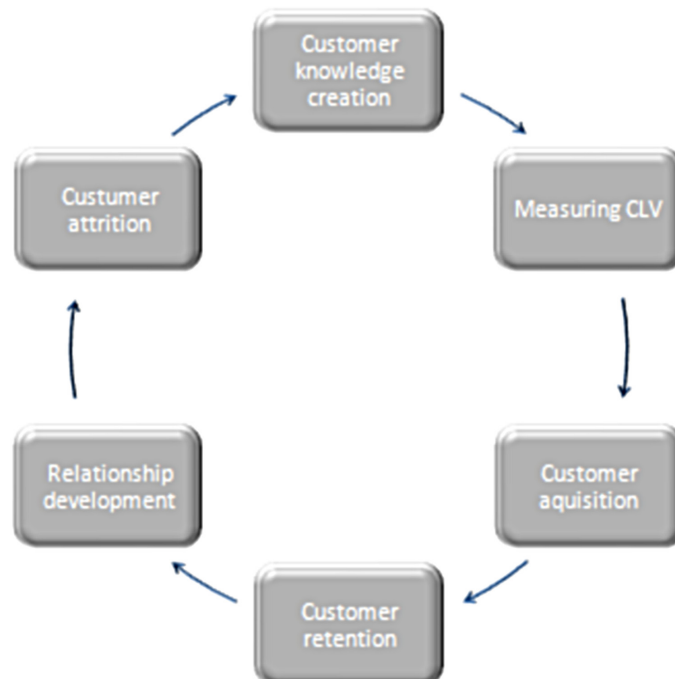 Customer
knowledge
creation
Measuring CLV
Customer
aquisition
Customer
retention
Relationship
development
Custumer
attrition